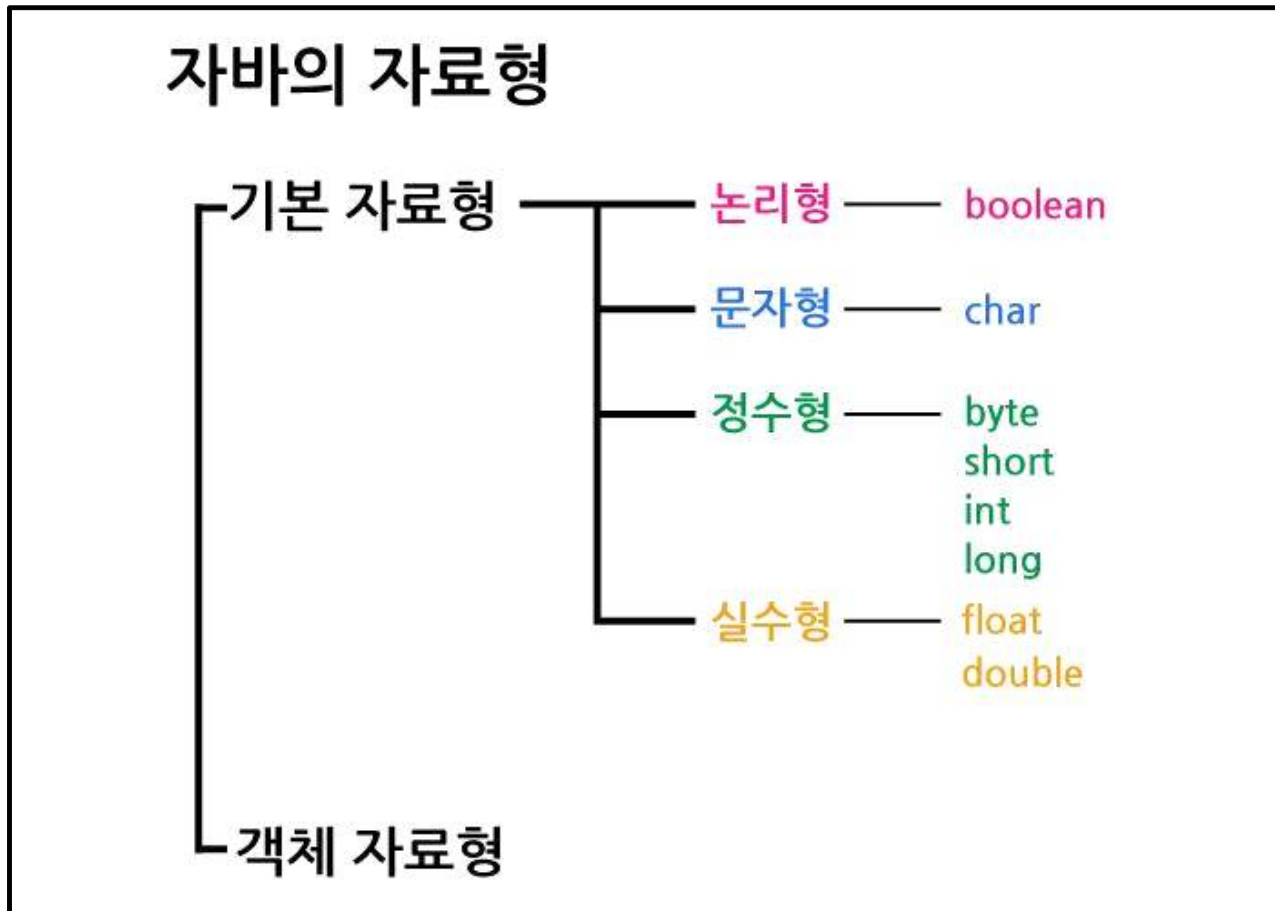 자바의 자료형
기본 자료형
논리형 boolean
문자형 char
정수형 byte
short
int
long
실수형 float
double
객체 자료형